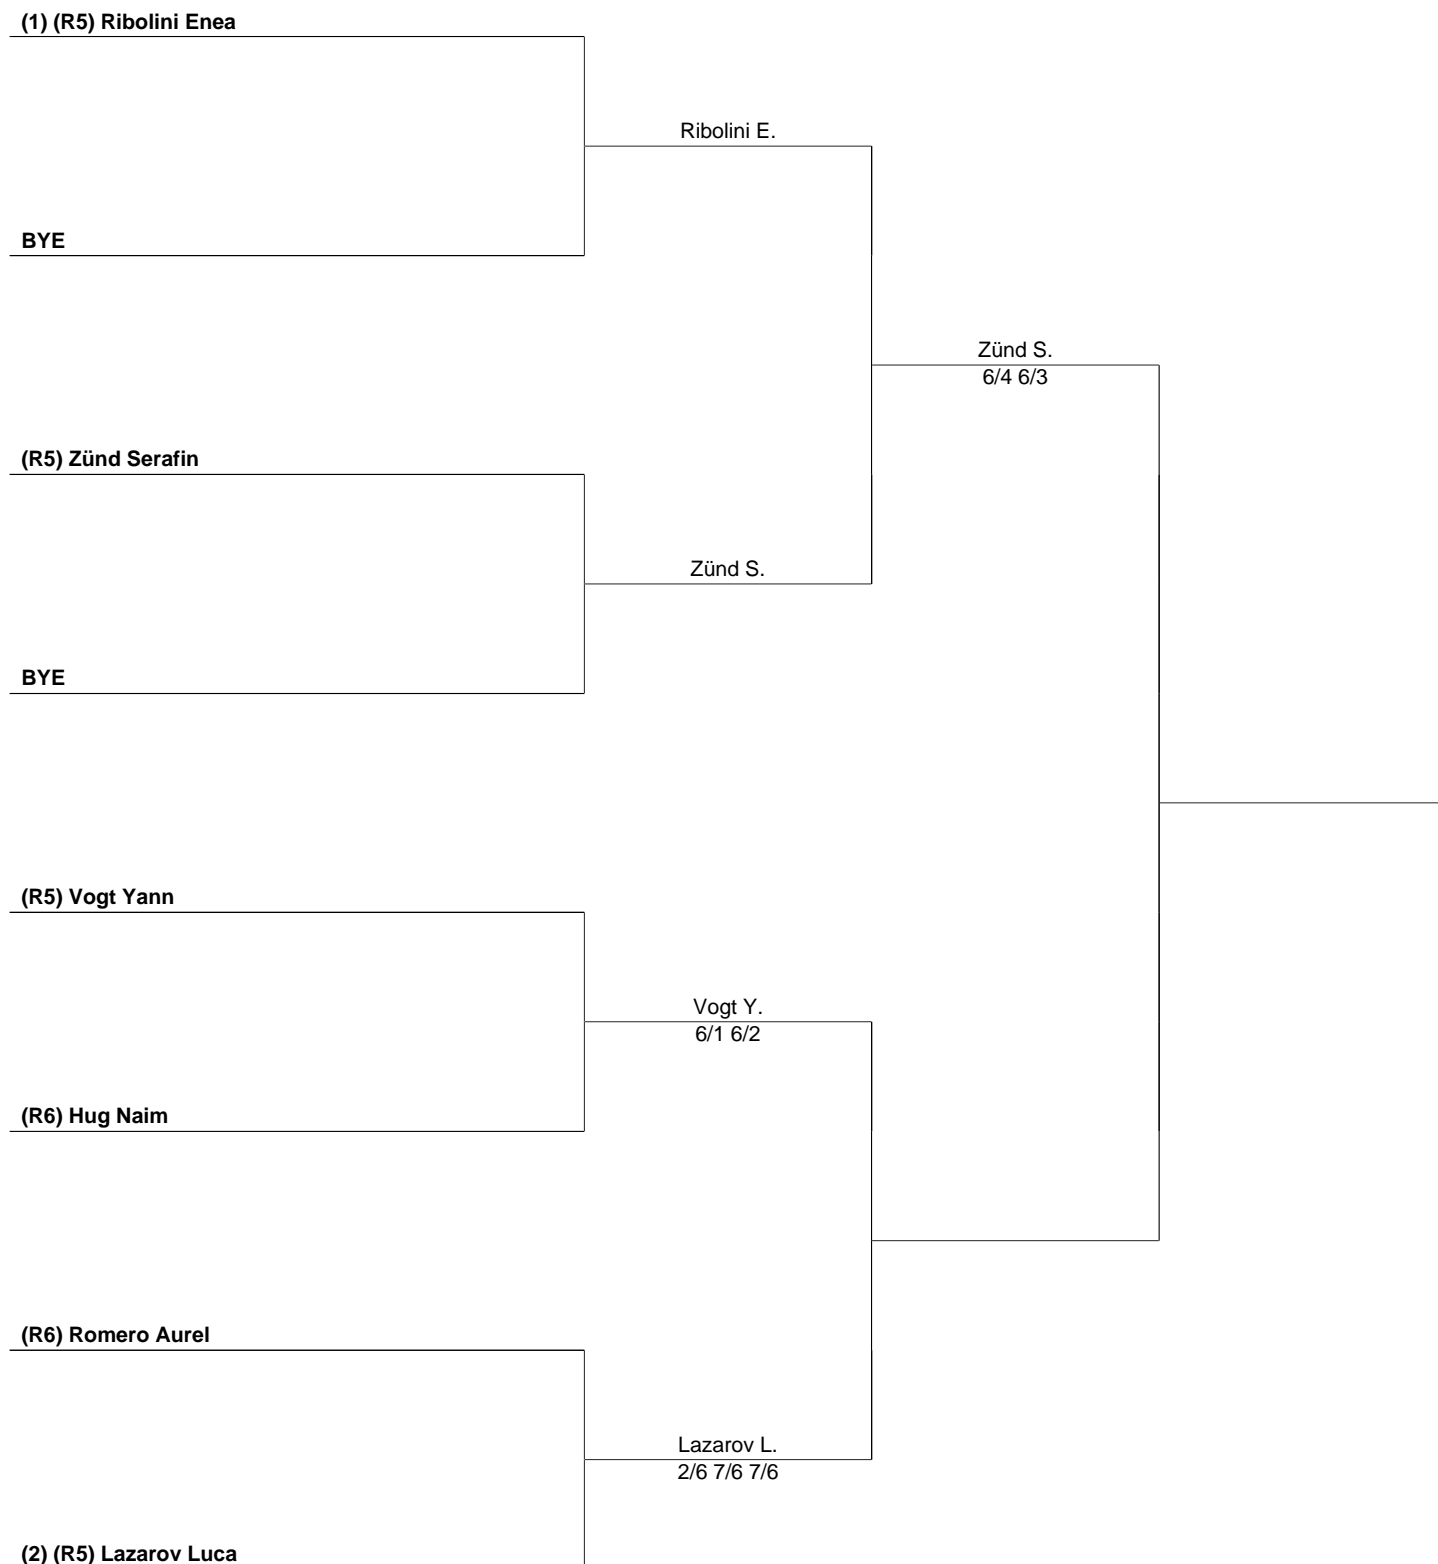 (1) (R5) Ribolini Enea
Ribolini E.
BYE
Zünd S.
6/4 6/3
(R5) Zünd Serafin
Zünd S.
BYE
(R5) Vogt Yann
Vogt Y.
6/1 6/2
(R6) Hug Naim
(R6) Romero Aurel
Lazarov L.
2/6 7/6 7/6
(2) (R5) Lazarov Luca